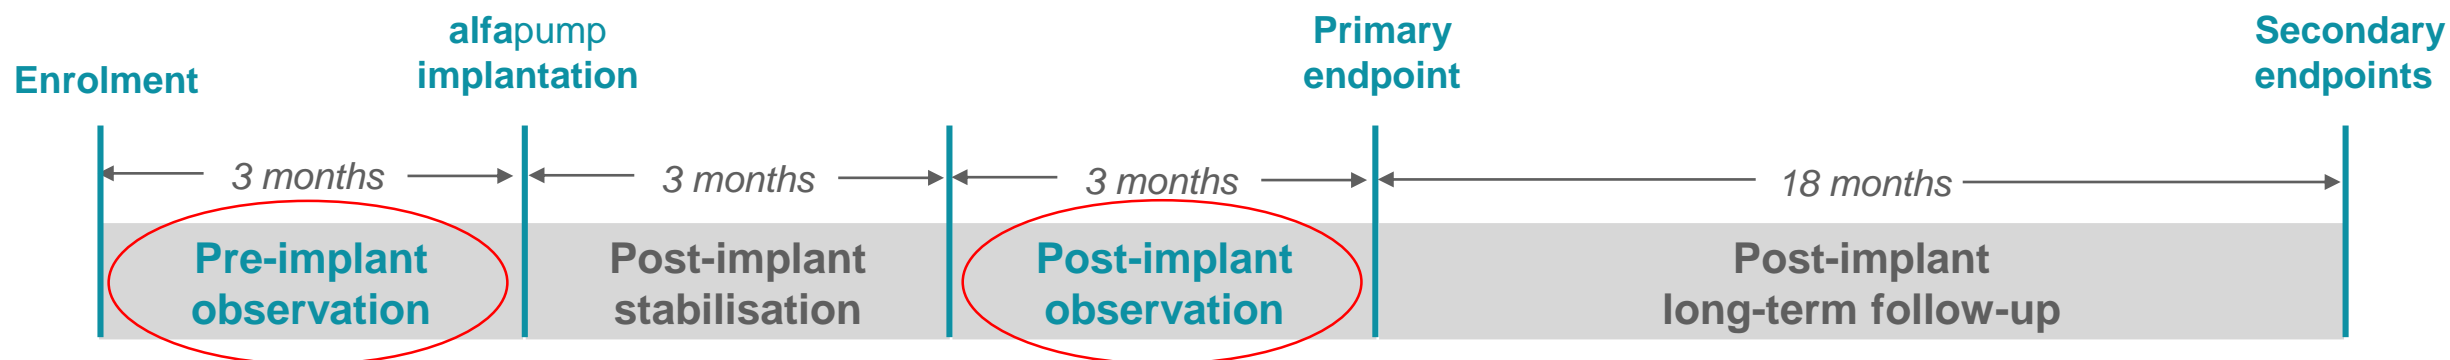 Enrolment
alfapump
implantation
Primary
endpoint
Secondary
endpoints
3 months
3 months
3 months
18 months
Pre-implant
observation
Post-implant
stabilisation
Post-implant
observation
Post-implant
long-term follow-up